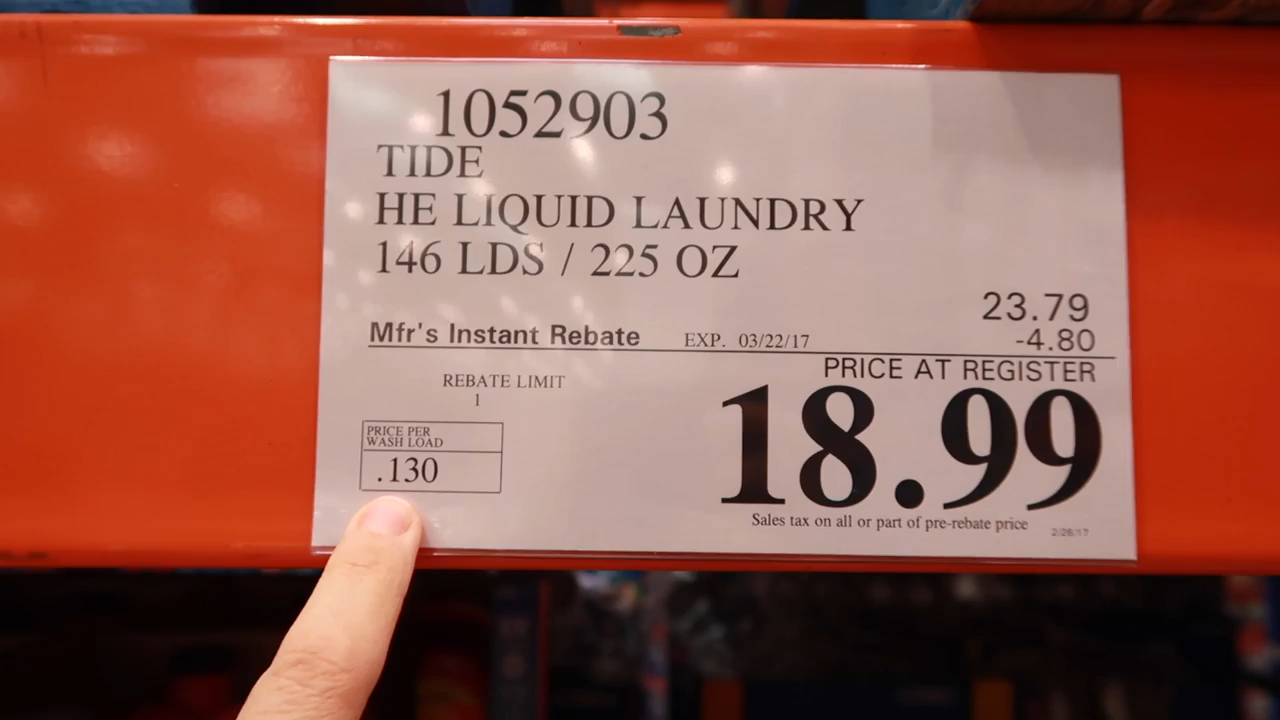 1052903
TIDE
HE LIQUID LAUNDRY
146 LDS / 225 OZ
23.79
Mfr's Instant Rebate EXP. 03/22/17 -4.80
PRICE AT REGISTER
REBATE LIMIT
1
18.99
PRICE PER
WASH LOAD
.130
Sales tax on all or part of pre-rebate price 2/28/17